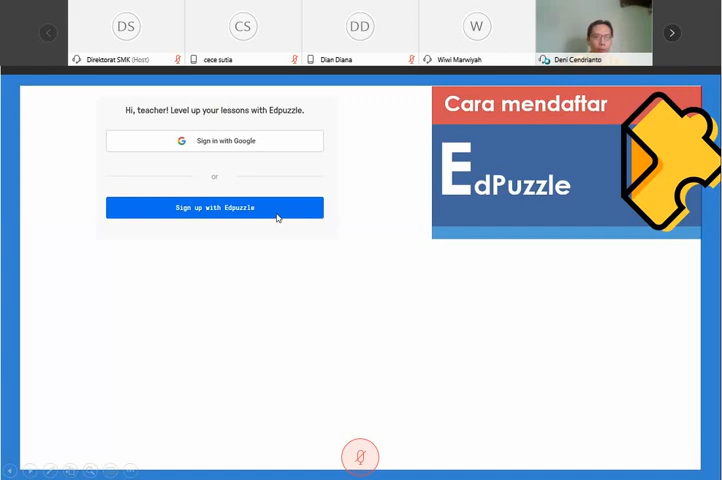 DS
CS
DD
W
Direktorat SMK (Host)
cece sutia
Dian Diana
Wiwi Marwiyah
Deni Cendrianto
Hi, teacher! Level up your lessons with Edpuzzle.
Sign in with Google
or
Sign up with Edpuzzle
Cara mendaftar
EdPuzzle